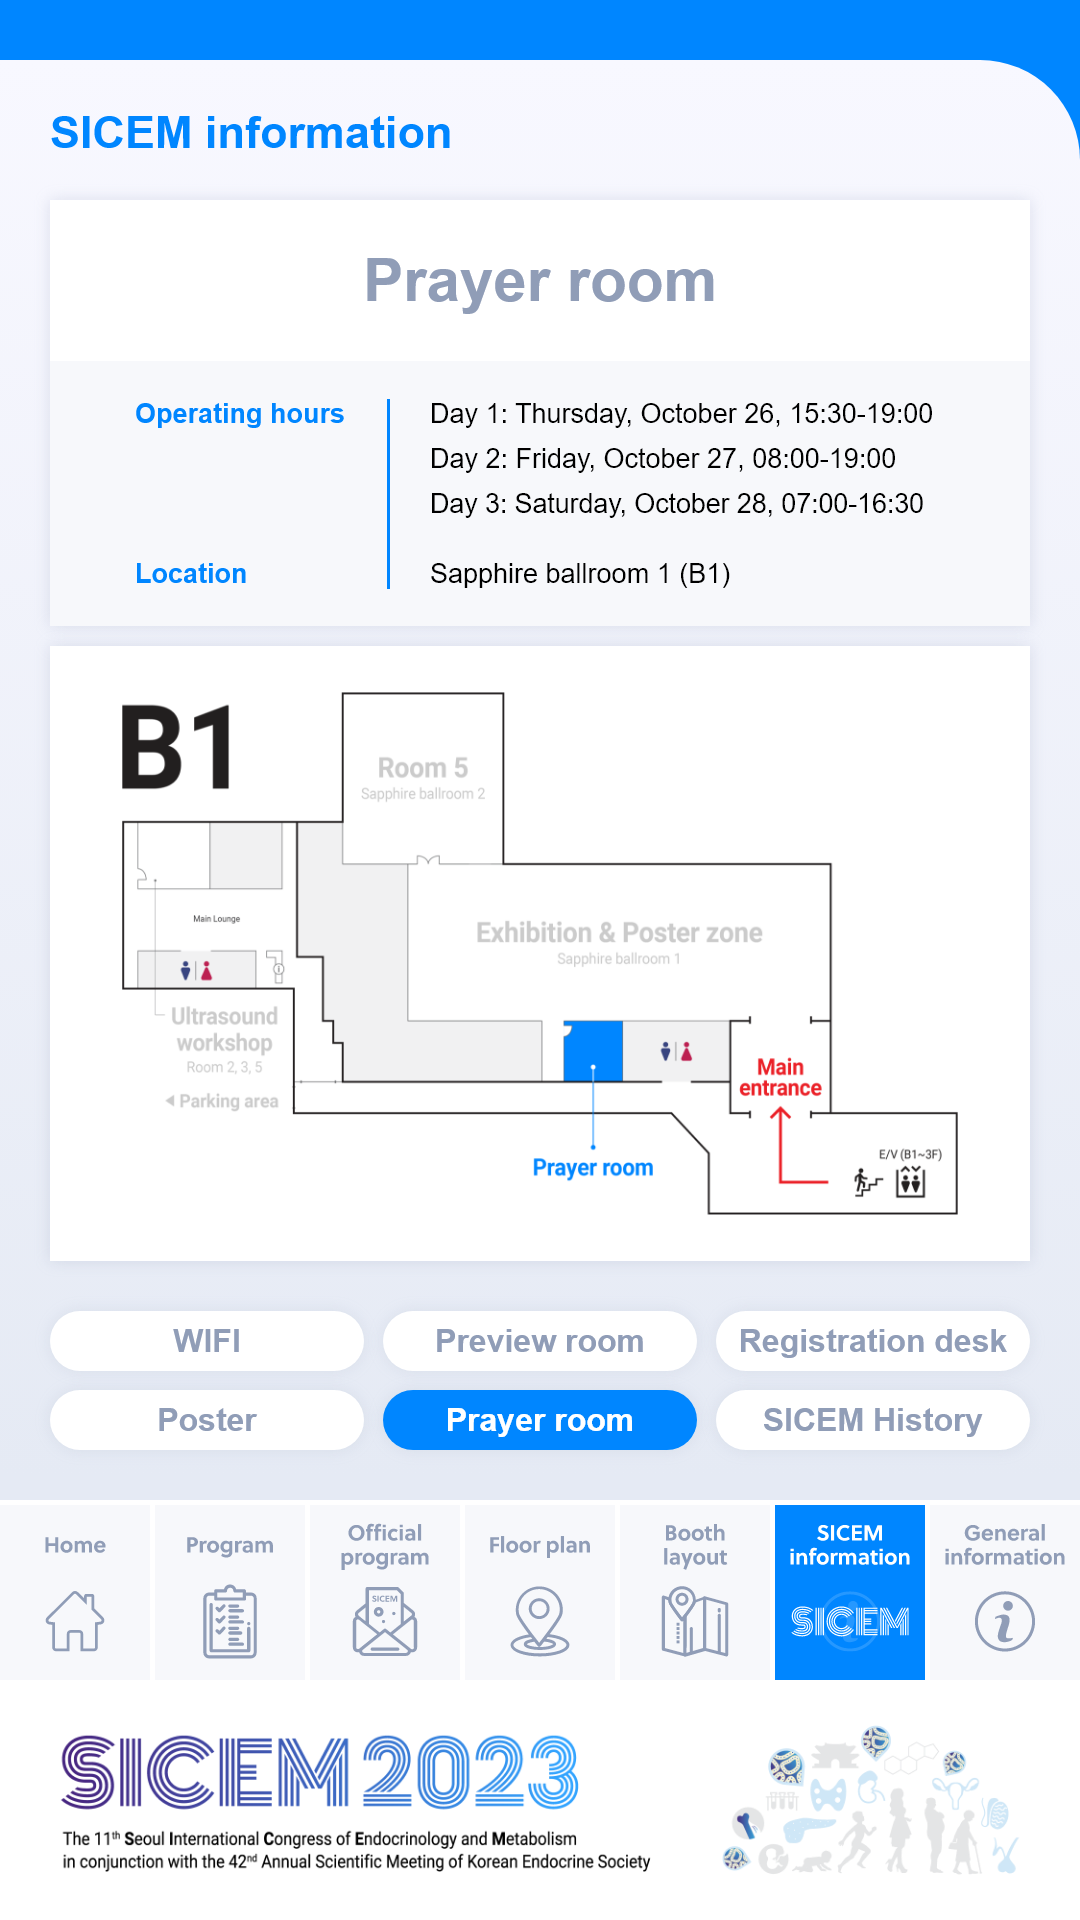 SICEM information
Prayer room
Operating hours
Day 1: Thursday, October 26, 15:30-19:00
Day 2: Friday, October 27, 08:00-19:00
Day 3: Saturday, October 28, 07:00-16:30
Location
Sapphire ballroom 1 (B1)
B1
Room 5
Sapphire ballroom 2
Main Lounge
Exhibition & Poster zone
Sapphire ballroom 1
Ultrasound
workshop
Room 2, 3, 5
◀ Parking area
Main
entrance
Prayer room
E/V (B1~3F)
WIFI
Preview room
Registration desk
Poster
Prayer room
SICEM History
Home
Program
Official
program
SICEM
Floor plan
Booth
layout
SICEM
information
SICEM
General
information
SICEM 2023
The 11th Seoul International Congress of Endocrinology and Metabolism
in conjunction with the 42nd Annual Scientific Meeting of Korean Endocrine Society